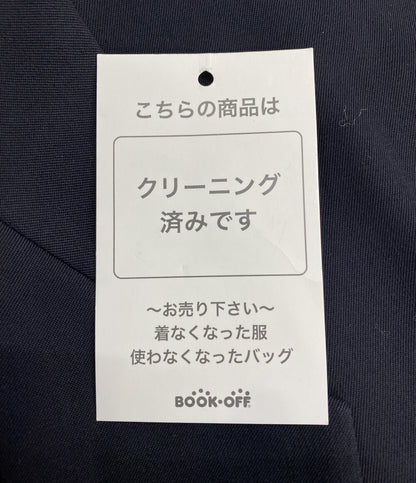 こちらの商品は
クリーニング
済みです
〜お売り下さい〜
着なくなった服
使わなくなったバッグ
BOOK・OFF